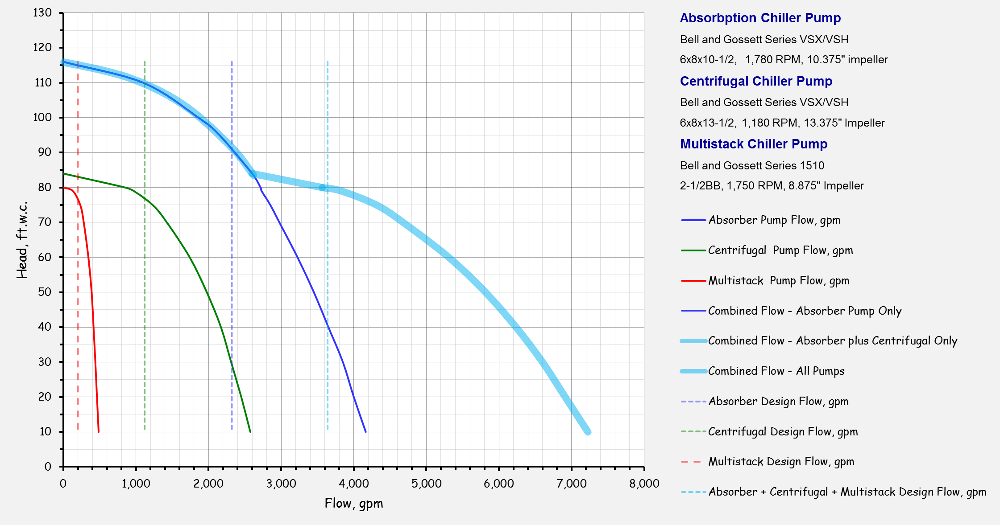 130
120
110
100
90
80
70
60
50
40
30
20
10
0
Head, ft.w.c.
0 1,000 2,000 3,000 4,000 5,000 6,000 7,000 8,000
Flow, gpm
Absorbption Chiller Pump
Bell and Gossett Series VSX/VSH
6x8x10-1/2, 1,780 RPM, 10.375" impeller
Centrifugal Chiller Pump
Bell and Gossett Series VSX/VSH
6x8x13-1/2, 1,180 RPM, 13.375" Impeller
Multistack Chiller Pump
Bell and Gossett Series 1510
2-1/2BB, 1,750 RPM, 8.875" Impeller
Absorber Pump Flow, gpm
Centrifugal Pump Flow, gpm
Multistack Pump Flow, gpm
Combined Flow - Absorber Pump Only
Combined Flow - Absorber plus Centrifugal Only
Combined Flow - All Pumps
Absorber Design Flow, gpm
Centrifugal Design Flow, gpm
Multistack Design Flow, gpm
Absorber + Centrifugal + Multistack Design Flow, gpm